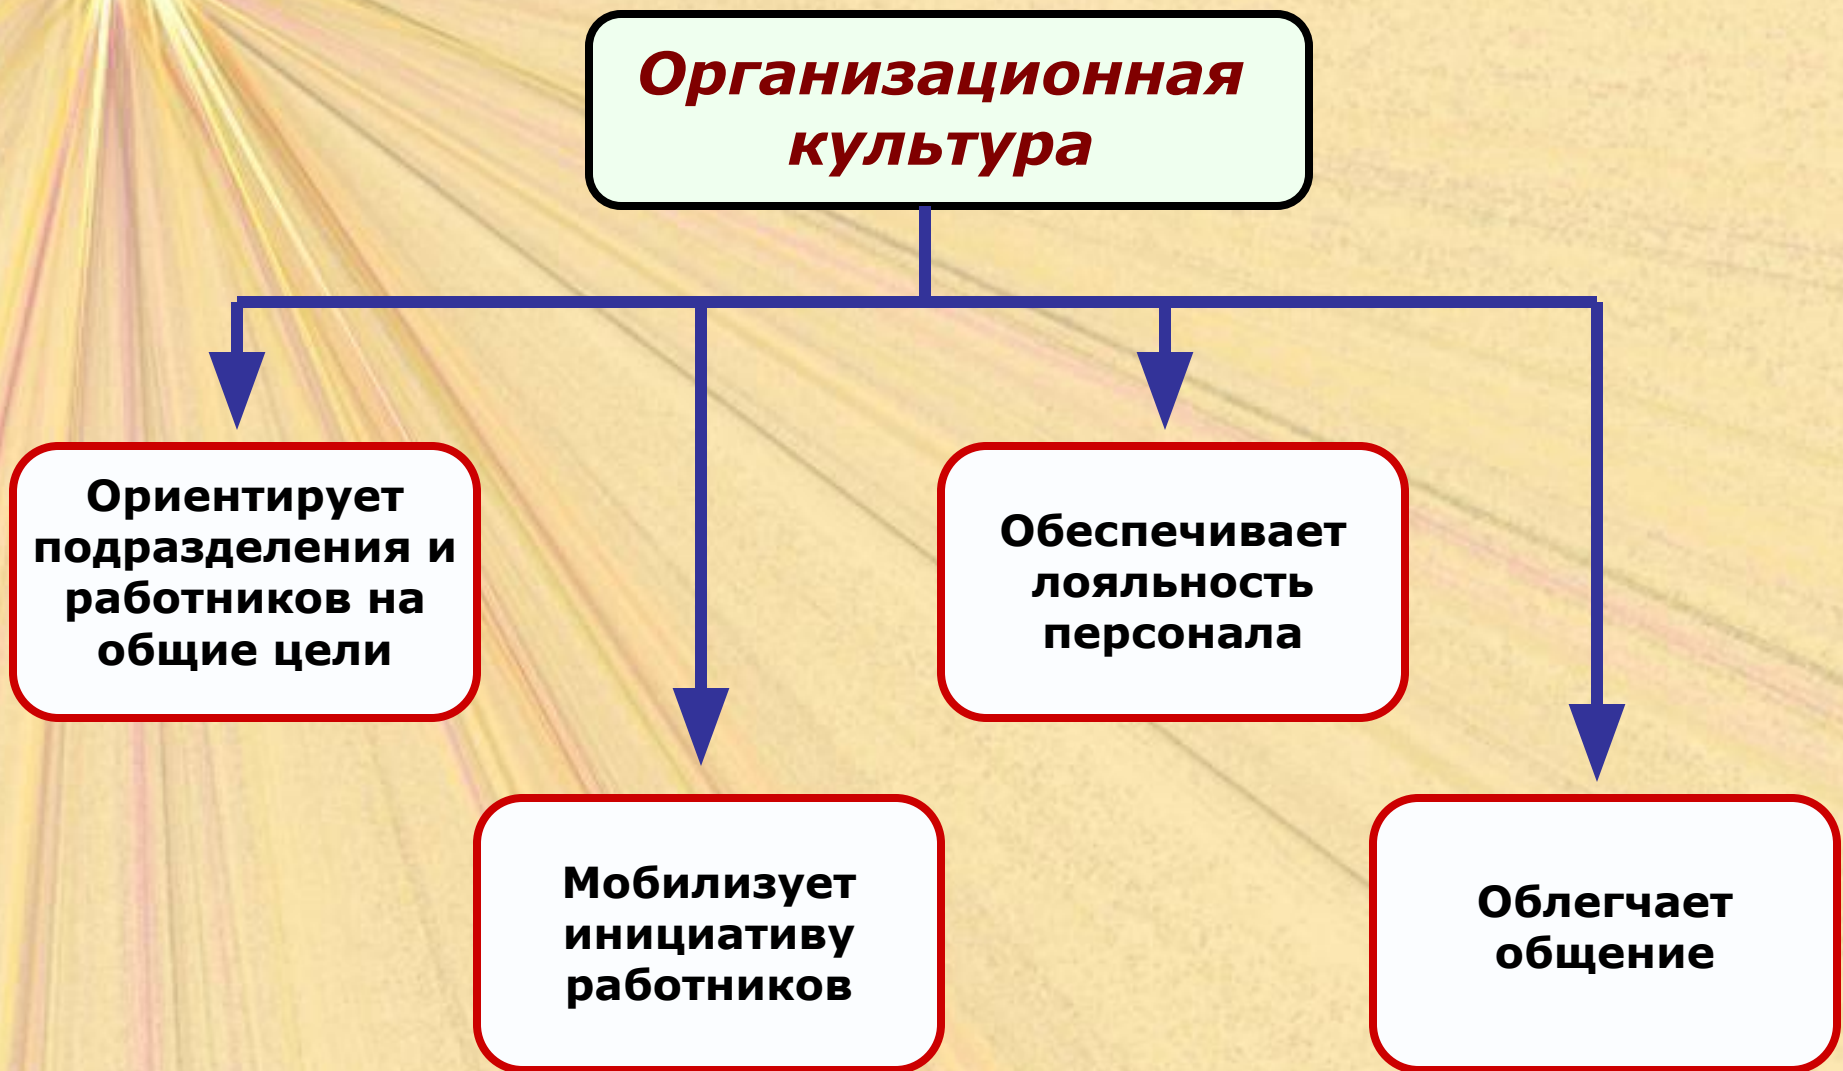 Организационная
культура
Ориентирует
подразделения и
работников на
общие цели
Мобилизует
инициативу
работников
Обеспечивает
лояльность
персонала
Облегчает
общение